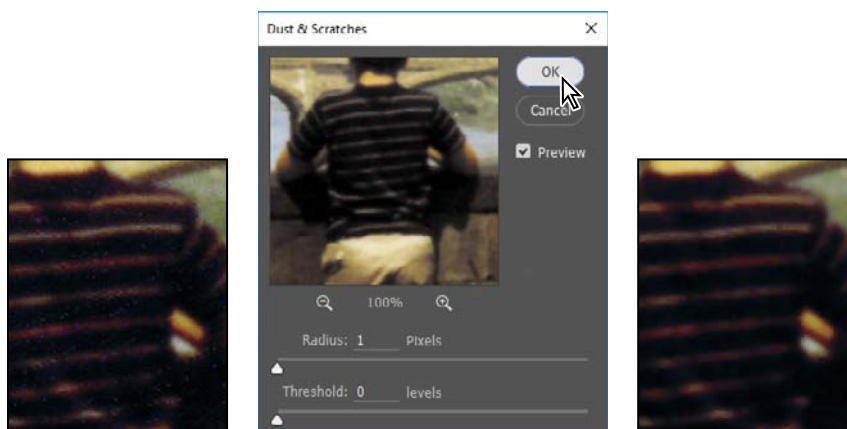 Dust & Scratches
OK
Cancel
Preview
100%
Radius: 1 Pixels
Threshold: 0 levels